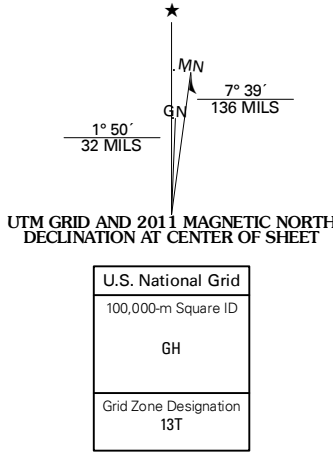 ★
MN
GN
7° 39´
136 MILS
1° 50´
32 MILS
UTM GRID AND 2011 MAGNETIC NORTH
DECLINATION AT CENTER OF SHEET
U.S. National Grid
100,000-m Square ID
GH
Grid Zone Designation
13T